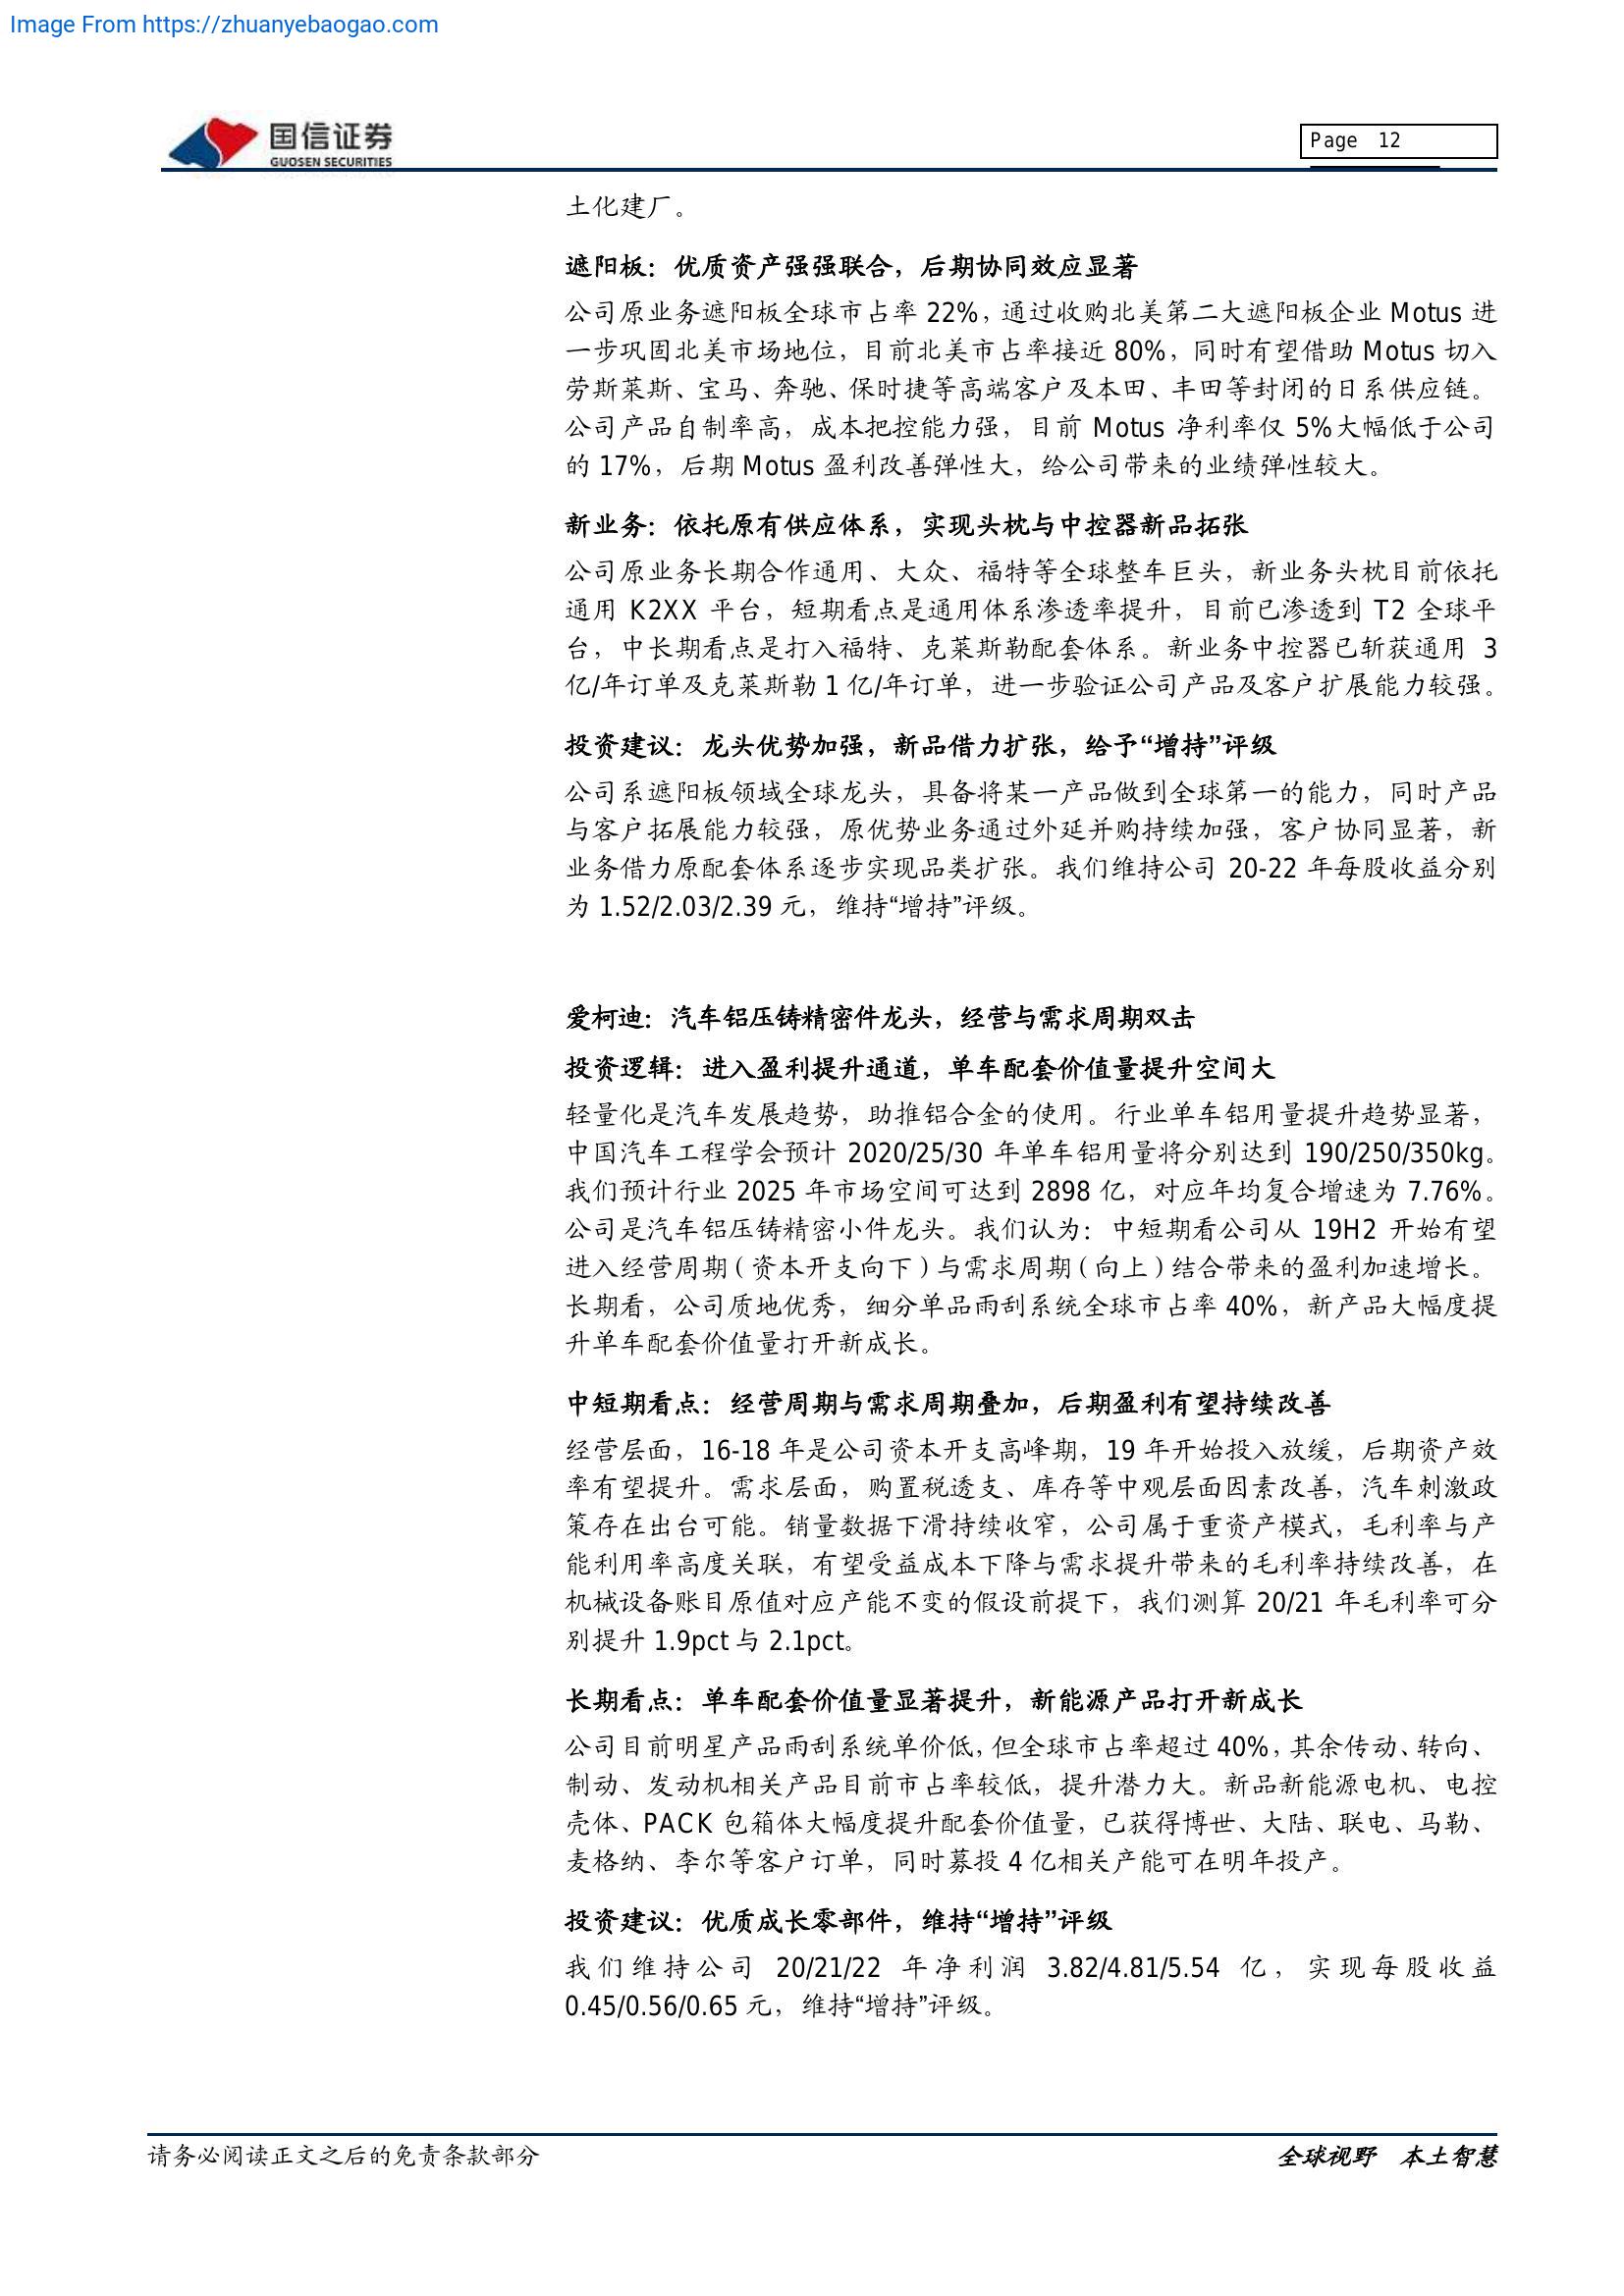 Image From https://zhuanyebaogao.com
国信证券
GUOSEN SECURITIES
Page 12
土化建厂。
遮阳板：优质资产强强联合，后期协同效应显著
公司原业务遮阳板全球市占率 22%，通过收购北美第二大遮阳板企业 Motus 进
一步巩固北美市场地位，目前北美市占率接近 80%，同时有望借助 Motus 切入
劳斯莱斯、宝马、奔驰、保时捷等高端客户及本田、丰田等封闭的日系供应链。
公司产品自制率高，成本把控能力强，目前 Motus 净利率仅 5%大幅低于公司
的 17%，后期 Motus 盈利改善弹性大，给公司带来的业绩弹性较大。
新业务：依托原有供应体系，实现头枕与中控器新品拓张
公司原业务长期合作通用、大众、福特等全球整车巨头，新业务头枕目前依托
通用 K2XX 平台，短期看点是通用体系渗透率提升，目前已渗透到 T2 全球平
台，中长期看点是打入福特、克莱斯勒配套体系。新业务中控器已斩获通用 3
亿/年订单及克莱斯勒 1 亿/年订单，进一步验证公司产品及客户扩展能力较强。
投资建议：龙头优势加强，新品借力扩张，给予“增持”评级
公司系遮阳板领域全球龙头，具备将某一产品做到全球第一的能力，同时产品
与客户拓展能力较强，原优势业务通过外延并购持续加强，客户协同显著，新
业务借力原配套体系逐步实现品类扩张。我们维持公司 20-22 年每股收益分别
为 1.52/2.03/2.39 元，维持“增持”评级。
爱柯迪：汽车铝压铸精密件龙头，经营与需求周期双击
投资逻辑：进入盈利提升通道，单车配套价值量提升空间大
轻量化是汽车发展趋势，助推铝合金的使用。行业单车铝用量提升趋势显著，
中国汽车工程学会预计 2020/25/30 年单车铝用量将分别达到 190/250/350kg。
我们预计行业 2025 年市场空间可达到 2898 亿，对应年均复合增速为 7.76%。
公司是汽车铝压铸精密小件龙头。我们认为：中短期看公司从 19H2 开始有望
进入经营周期（资本开支向下）与需求周期（向上）结合带来的盈利加速增长。
长期看，公司质地优秀，细分单品雨刮系统全球市占率 40%，新产品大幅度提
升单车配套价值量打开新成长。
中短期看点：经营周期与需求周期叠加，后期盈利有望持续改善
经营层面，16-18 年是公司资本开支高峰期，19 年开始投入放缓，后期资产效
率有望提升。需求层面，购置税透支、库存等中观层面因素改善，汽车刺激政
策存在出台可能。销量数据下滑持续收窄，公司属于重资产模式，毛利率与产
能利用率高度关联，有望受益成本下降与需求提升带来的毛利率持续改善，在
机械设备账目原值对应产能不变的假设前提下，我们测算 20/21 年毛利率可分
别提升 1.9pct 与 2.1pct。
长期看点：单车配套价值量显著提升，新能源产品打开新成长
公司目前明星产品雨刮系统单价低，但全球市占率超过 40%，其余传动、转向、
制动、发动机相关产品目前市占率较低，提升潜力大。新品新能源电机、电控
壳体、PACK 包箱体大幅度提升配套价值量，已获得博世、大陆、联电、马勒、
麦格纳、李尔等客户订单，同时募投 4 亿相关产能可在明年投产。
投资建议：优质成长零部件，维持“增持”评级
我们维持公司 20/21/22 年净利润 3.82/4.81/5.54 亿，实现每股收益
0.45/0.56/0.65 元，维持“增持”评级。
请务必阅读正文之后的免责条款部分
全球视野 本土智慧